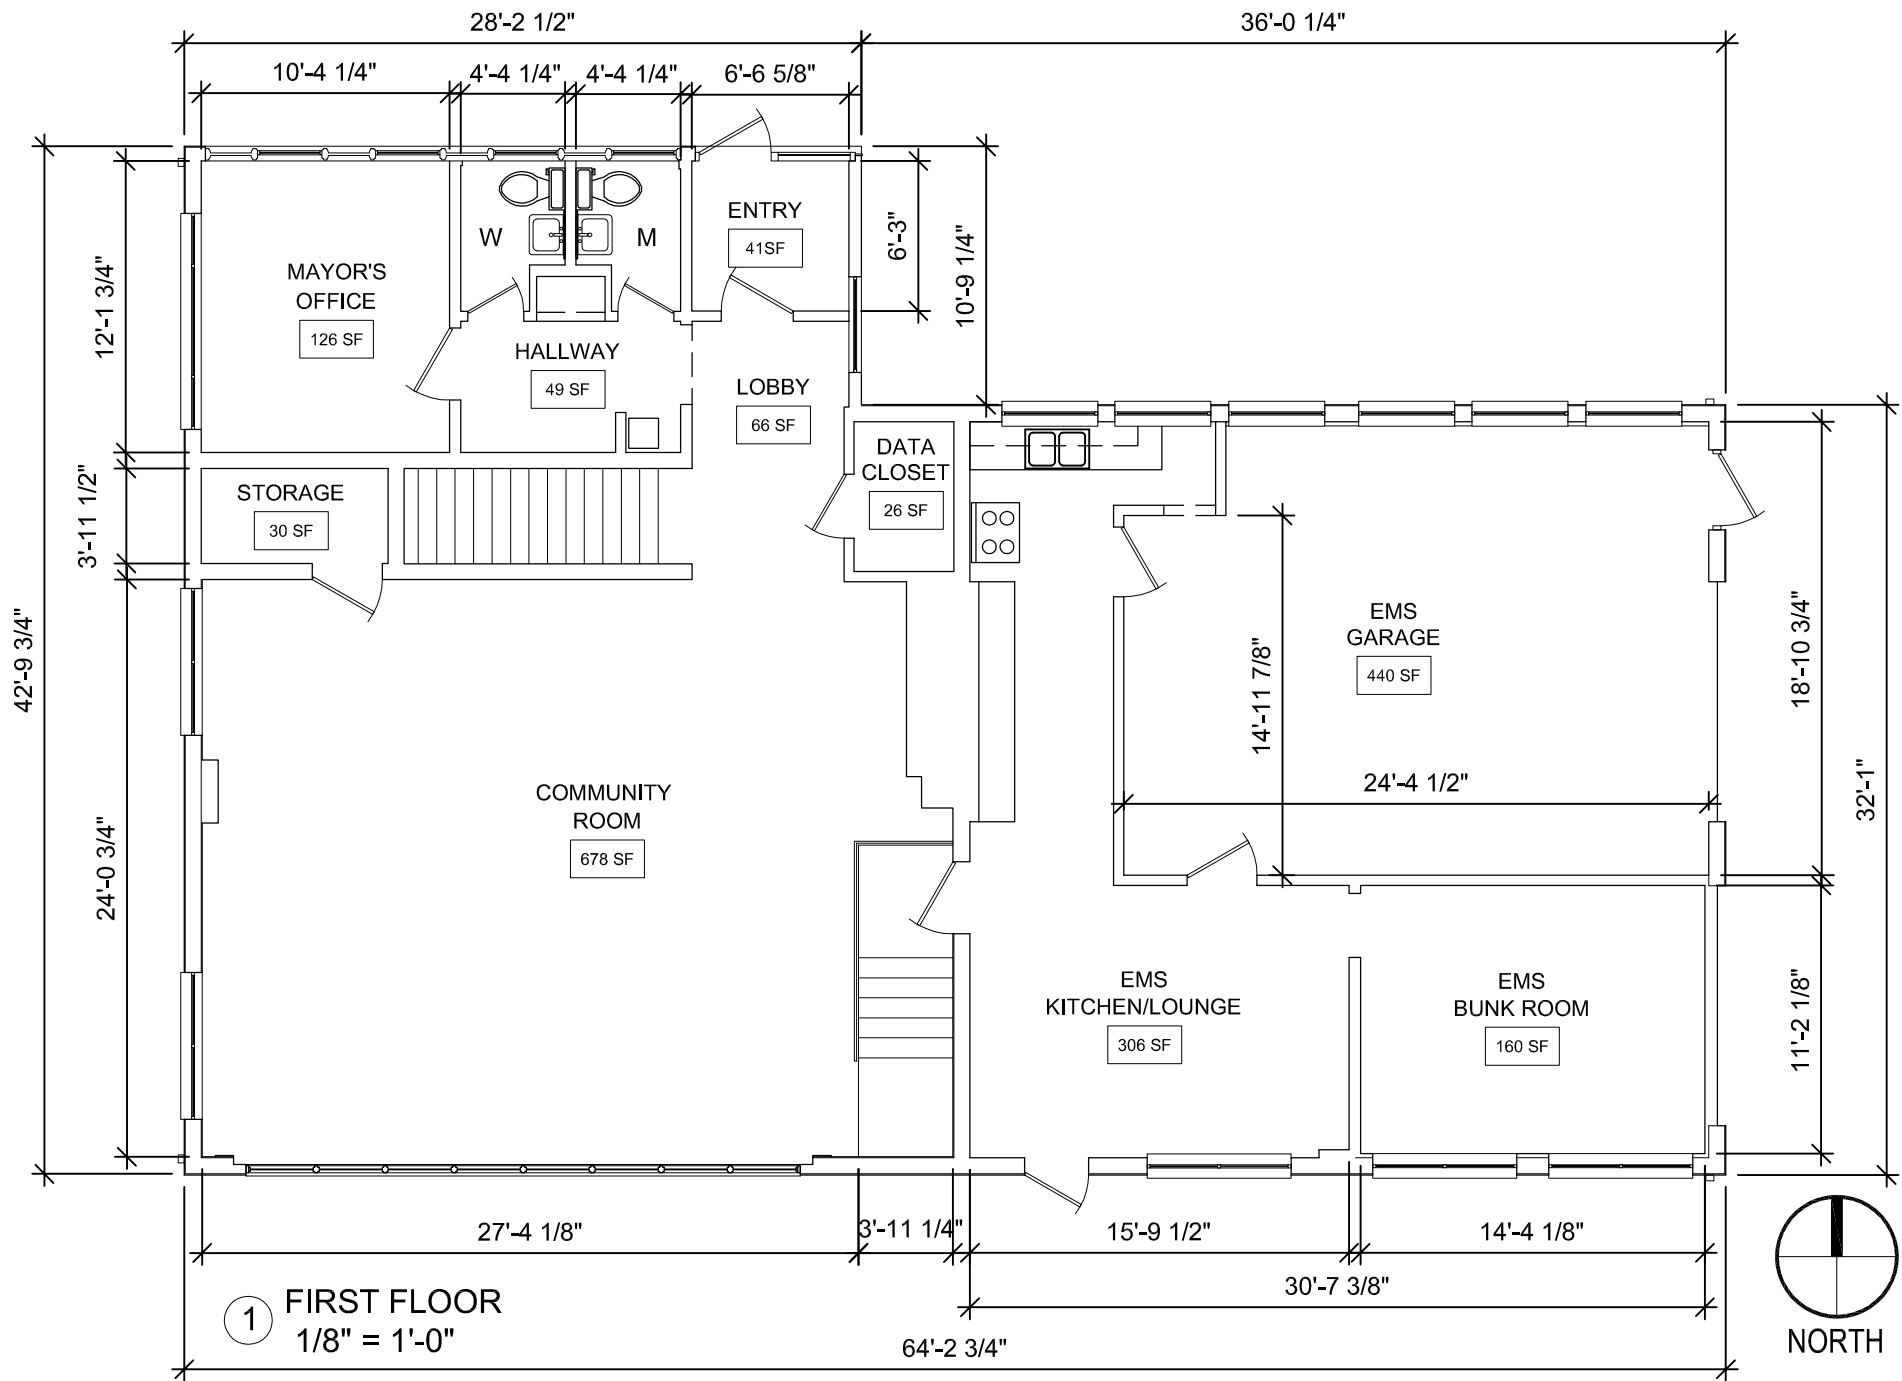 28'-2 1/2"
36'-0 1/4"
10'-4 1/4"
4'-4 1/4"
4'-4 1/4"
6'-6 5/8"
W
M
ENTRY
41SF
6'-3"
10'-9 1/4"
MAYOR'S
OFFICE
126 SF
12'-1 3/4"
HALLWAY
49 SF
LOBBY
66 SF
DATA
CLOSET
26 SF
STORAGE
30 SF
3'-11 1/2"
42'-9 3/4"
EMS
GARAGE
440 SF
14'-11 7/8"
18'-10 3/4"
24'-4 1/2"
32'-1"
COMMUNITY
ROOM
678 SF
24'-0 3/4"
EMS
KITCHEN/LOUNGE
306 SF
EMS
BUNK ROOM
160 SF
11'-2 1/8"
27'-4 1/8"
3'-11 1/4"
15'-9 1/2"
14'-4 1/8"
30'-7 3/8"
1
FIRST FLOOR
1/8" = 1'-0"
64'-2 3/4"
NORTH